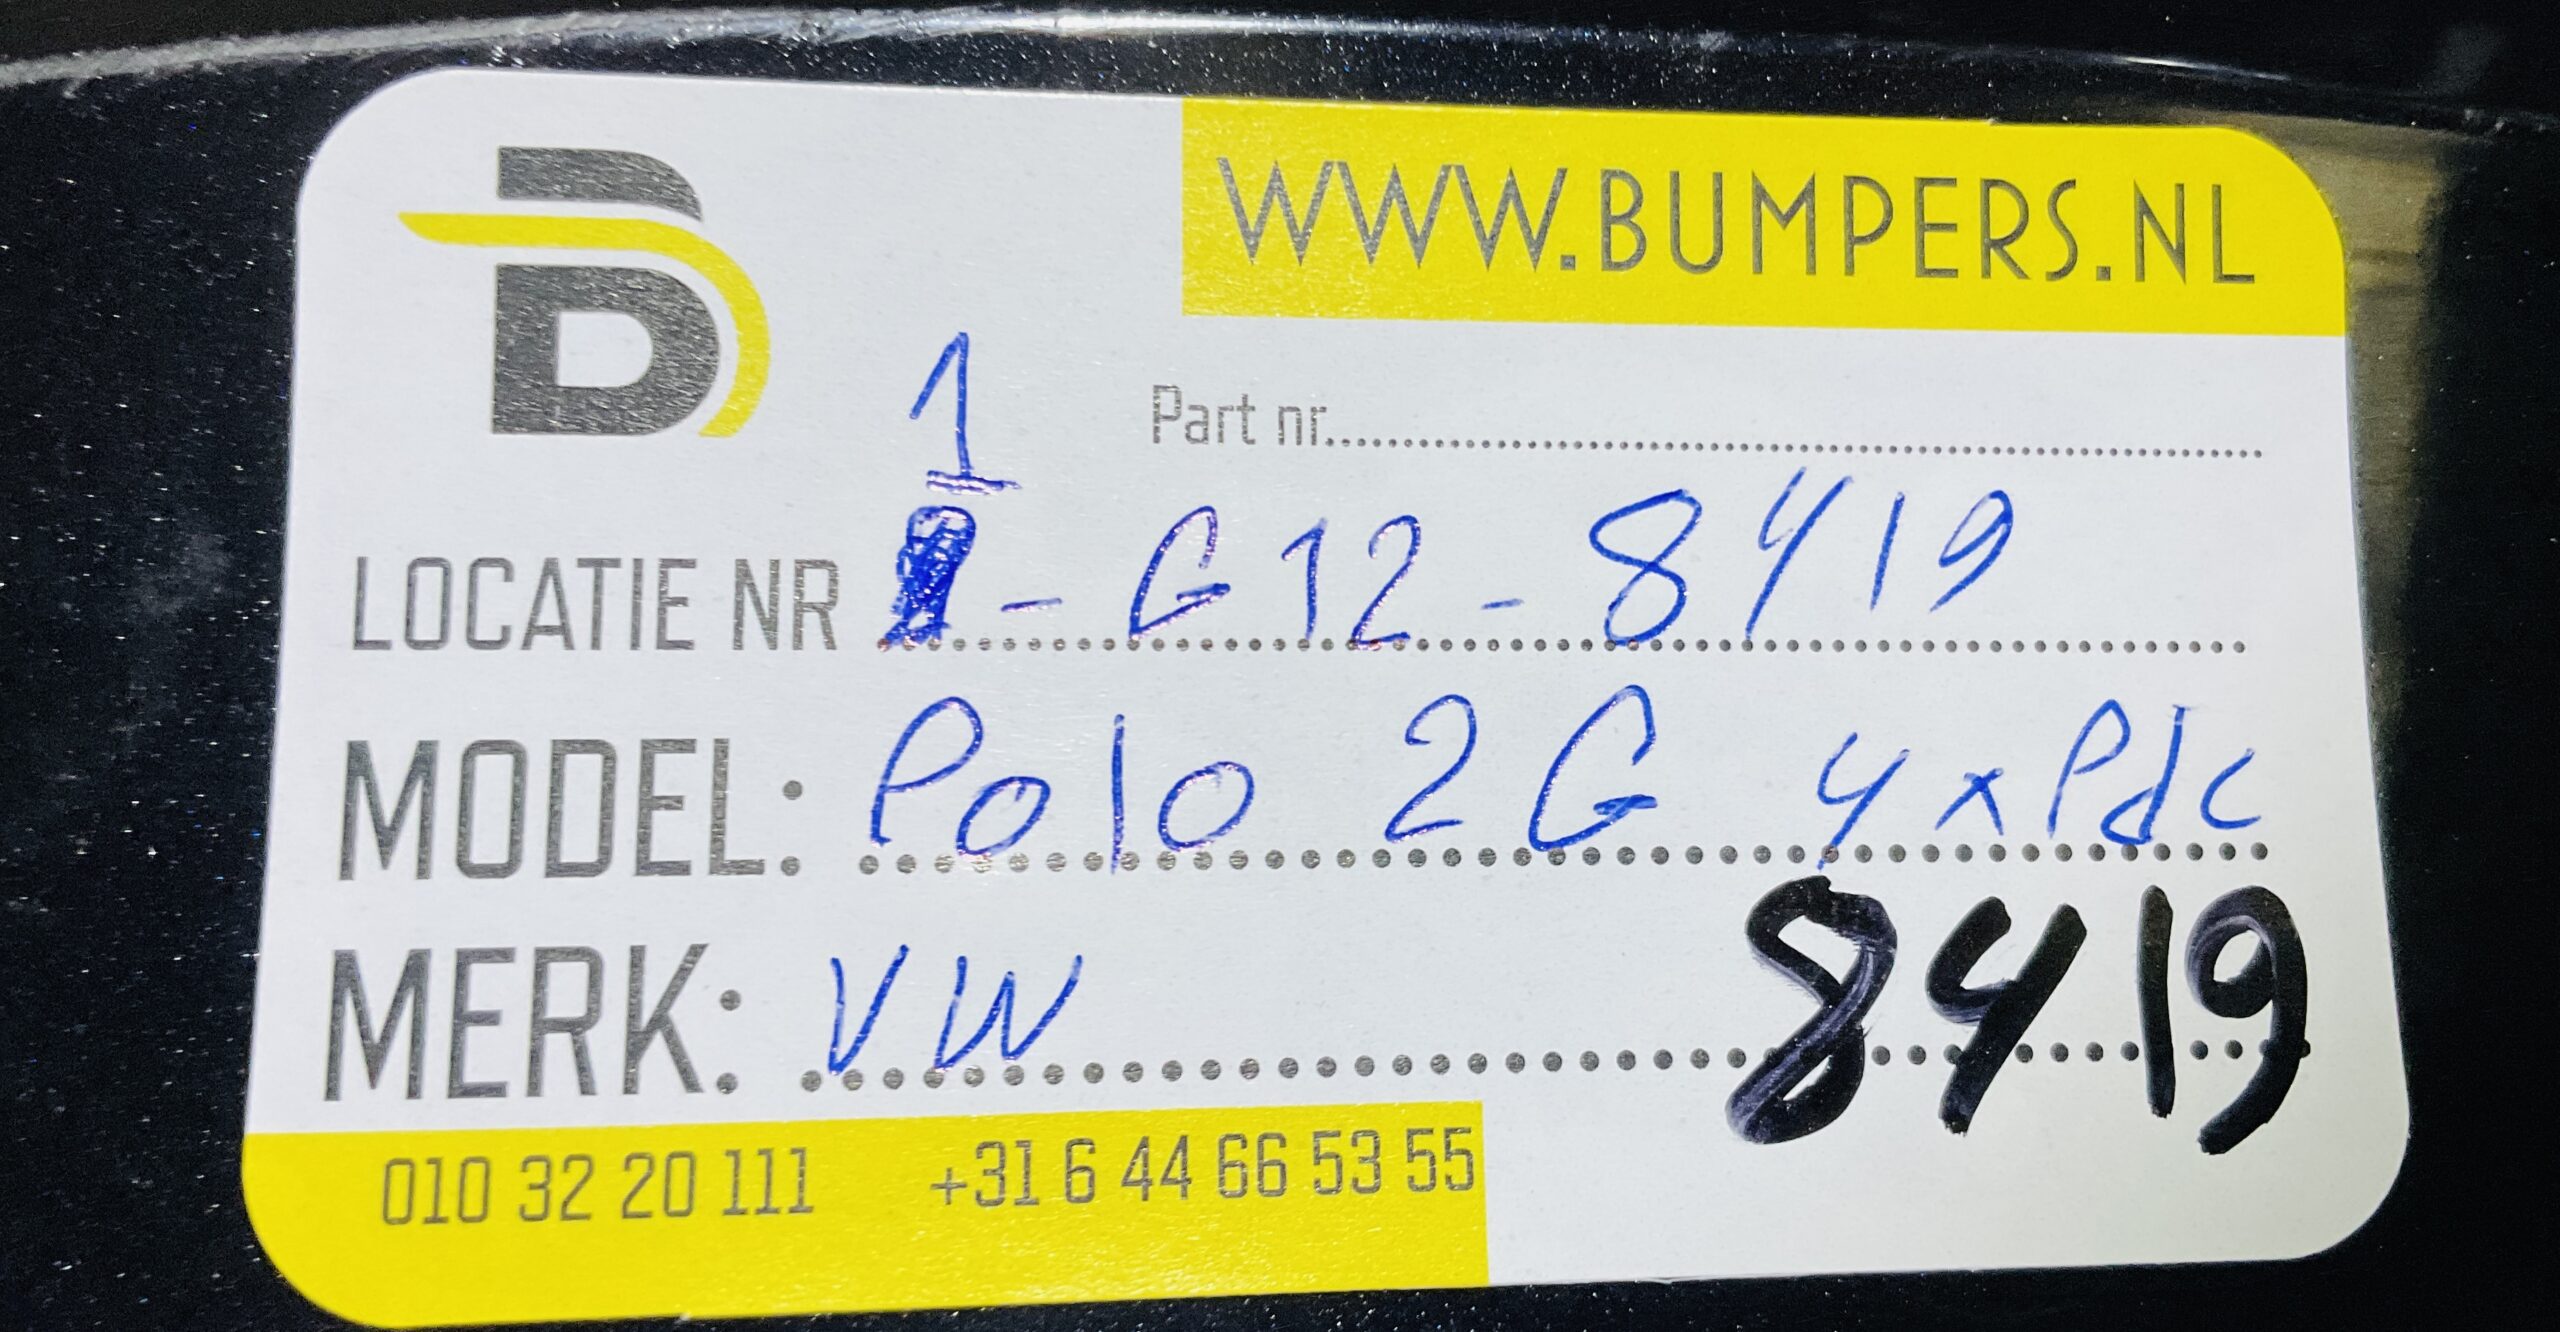 WWW.BUMPERS.NL
Part nr.
LOCATIE NR 1 - G12 - 8419
MODEL: Polo 2G 4xPdc
MERK: VW
8419
010 32 20 111 +31 6 44 66 53 55